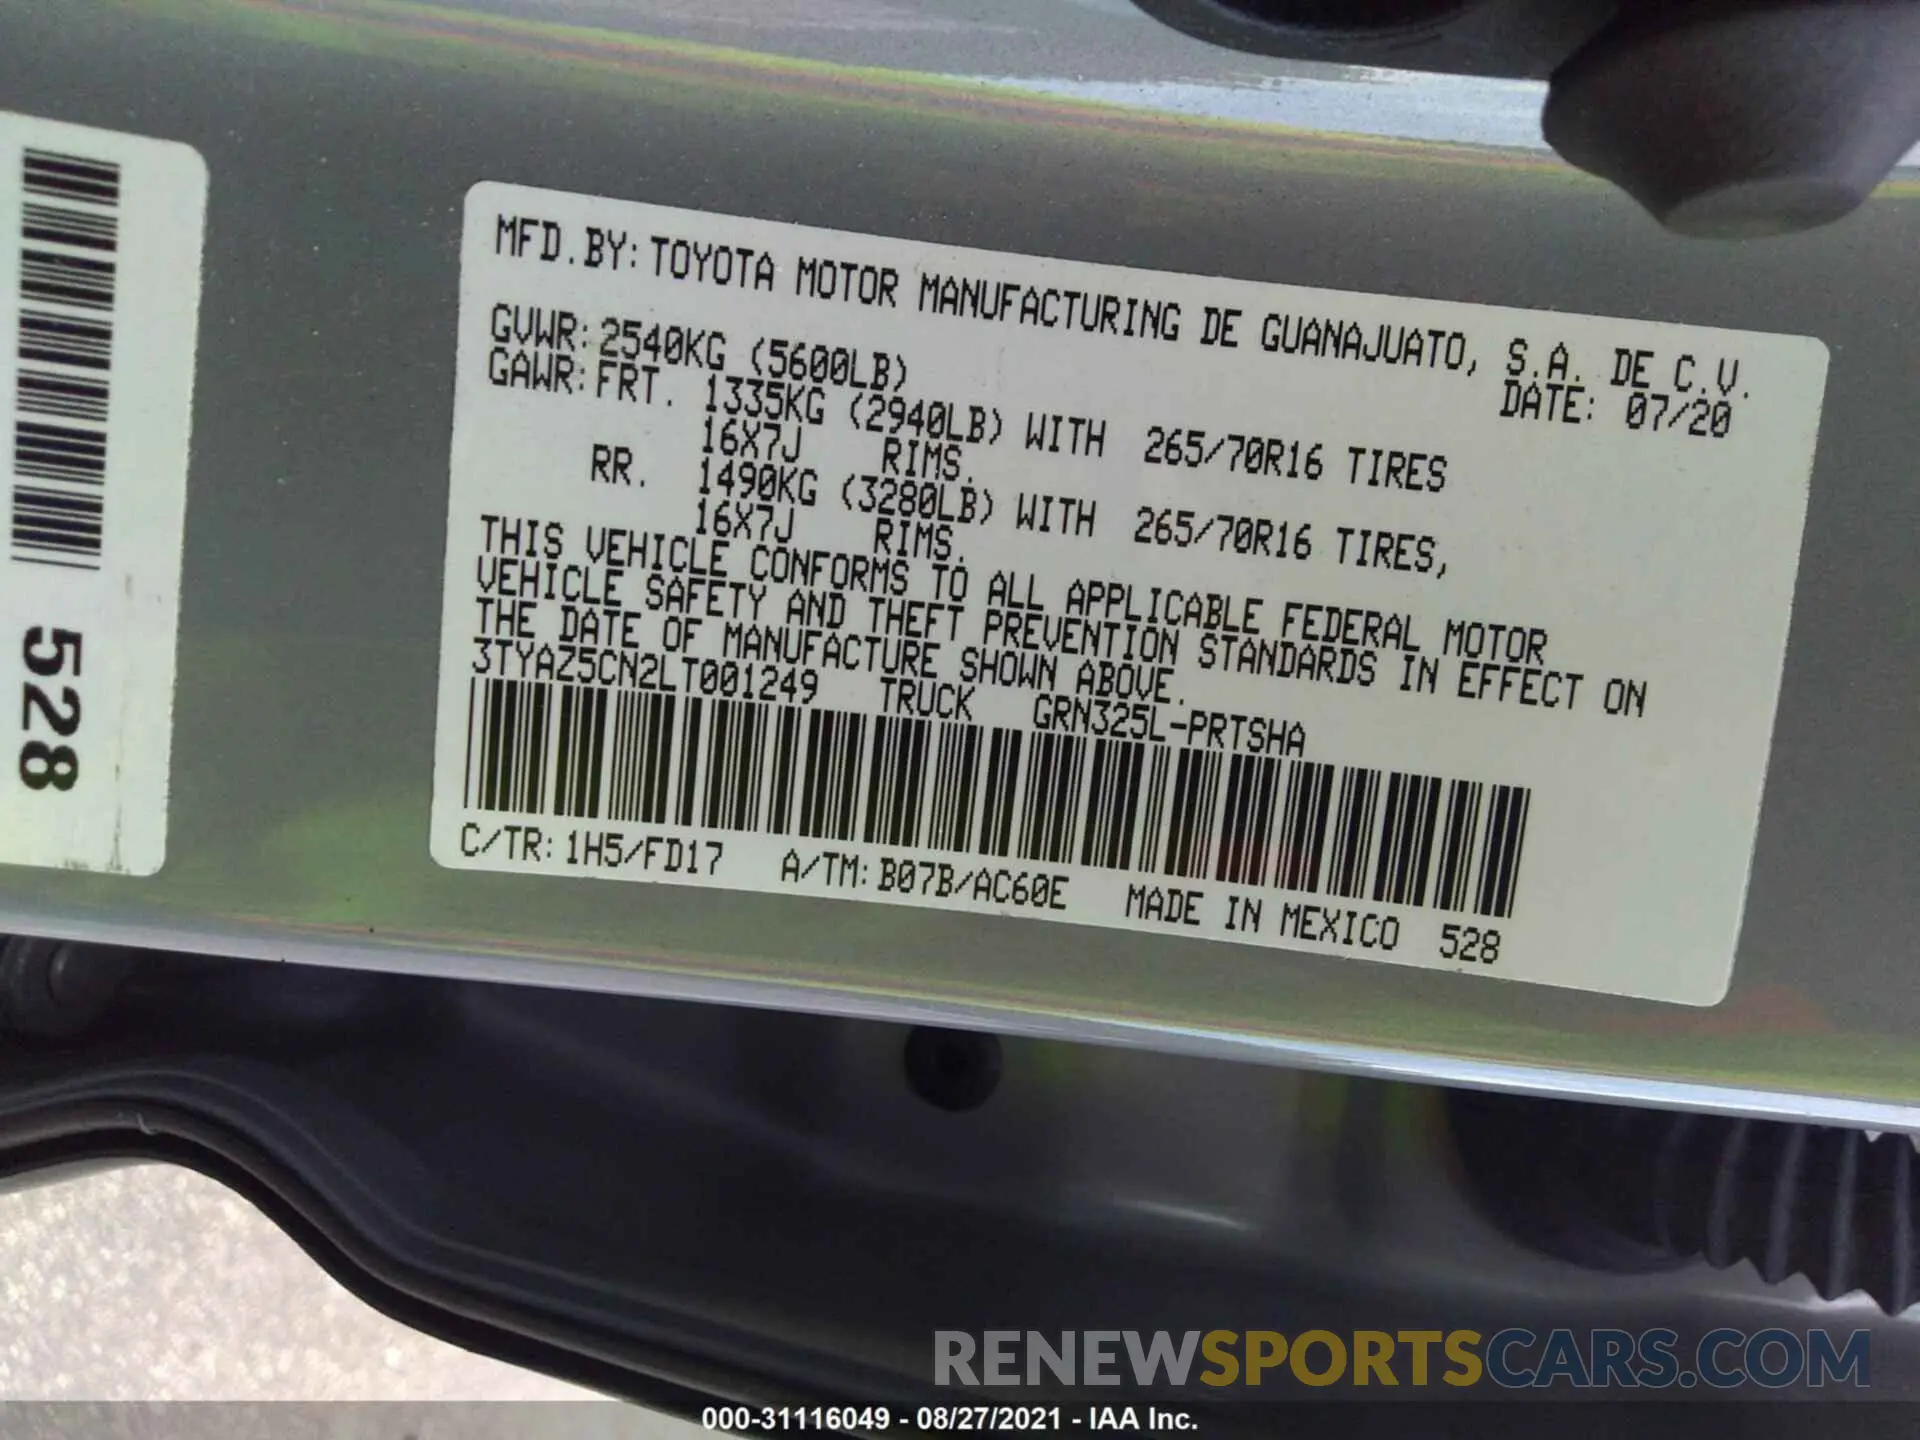 MFD.BY: TOYOTA MOTOR MANUFACTURING DE GUANAJUATO, S.A. DE C.V.
DATE: 07/20
GVWR: 2540KG (5600LB)
GAWR: FRT. 1335KG (2940LB) WITH 265/70R16 TIRES
16X7J RIMS.
RR. 1490KG (3280LB) WITH 265/70R16 TIRES,
16X7J RIMS.
THIS VEHICLE CONFORMS TO ALL APPLICABLE FEDERAL MOTOR
VEHICLE SAFETY AND THEFT PREVENTION STANDARDS IN EFFECT ON
THE DATE OF MANUFACTURE SHOWN ABOVE.
3TYAZ5CN2LT001249 TRUCK GRN325L-PRTSHA
C/TR: 1H5/FD17 A/TM: B07B/AC60E MADE IN MEXICO 528
528
RENEWSPORTSCARS.COM
000-31116049 - 08/27/2021 - IAA Inc.